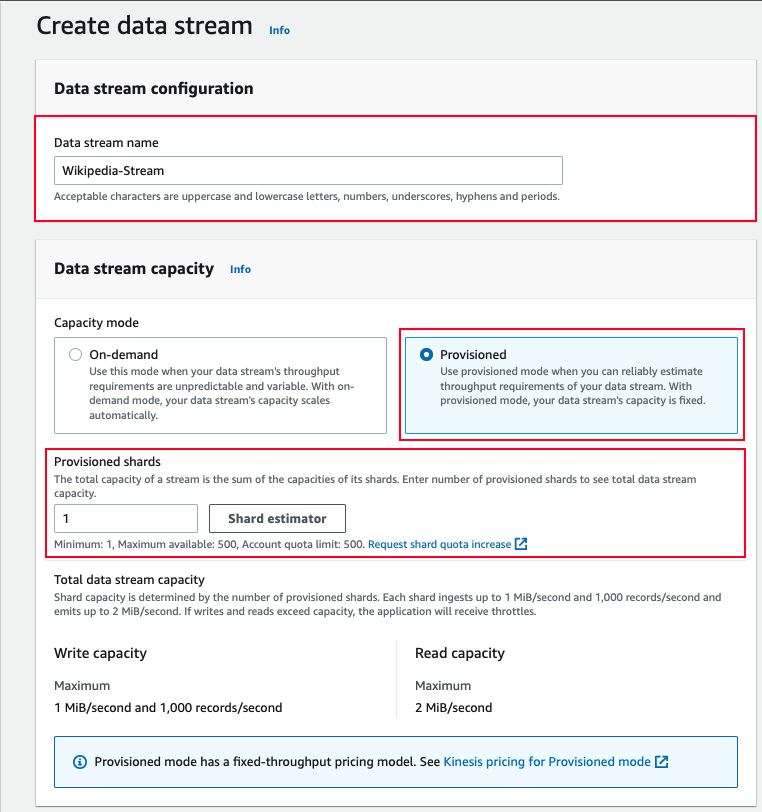 Create data stream Info
Data stream configuration
Data stream name
Wikipedia-Stream
Acceptable characters are uppercase and lowercase letters, numbers, underscores, hyphens and periods.
Data stream capacity Info
Capacity mode
On-demand
Use this mode when your data stream's throughput
requirements are unpredictable and variable. With on-
demand mode, your data stream's capacity scales
automatically.
Provisioned
Use provisioned mode when you can reliably estimate
throughput requirements of your data stream. With
provisioned mode, your data stream's capacity is fixed.
Provisioned shards
The total capacity of a stream is the sum of the capacities of its shards. Enter number of provisioned shards to see total data stream
capacity.
1 Shard estimator
Minimum: 1, Maximum available: 500, Account quota limit: 500. Request shard quota increase
Total data stream capacity
Shard capacity is determined by the number of provisioned shards. Each shard ingests up to 1 MiB/second and 1,000 records/second and
emits up to 2 MiB/second. If writes and reads exceed capacity, the application will receive throttles.
Write capacity
Maximum
1 MiB/second and 1,000 records/second
Read capacity
Maximum
2 MiB/second
Provisioned mode has a fixed-throughput pricing model. See Kinesis pricing for Provisioned mode